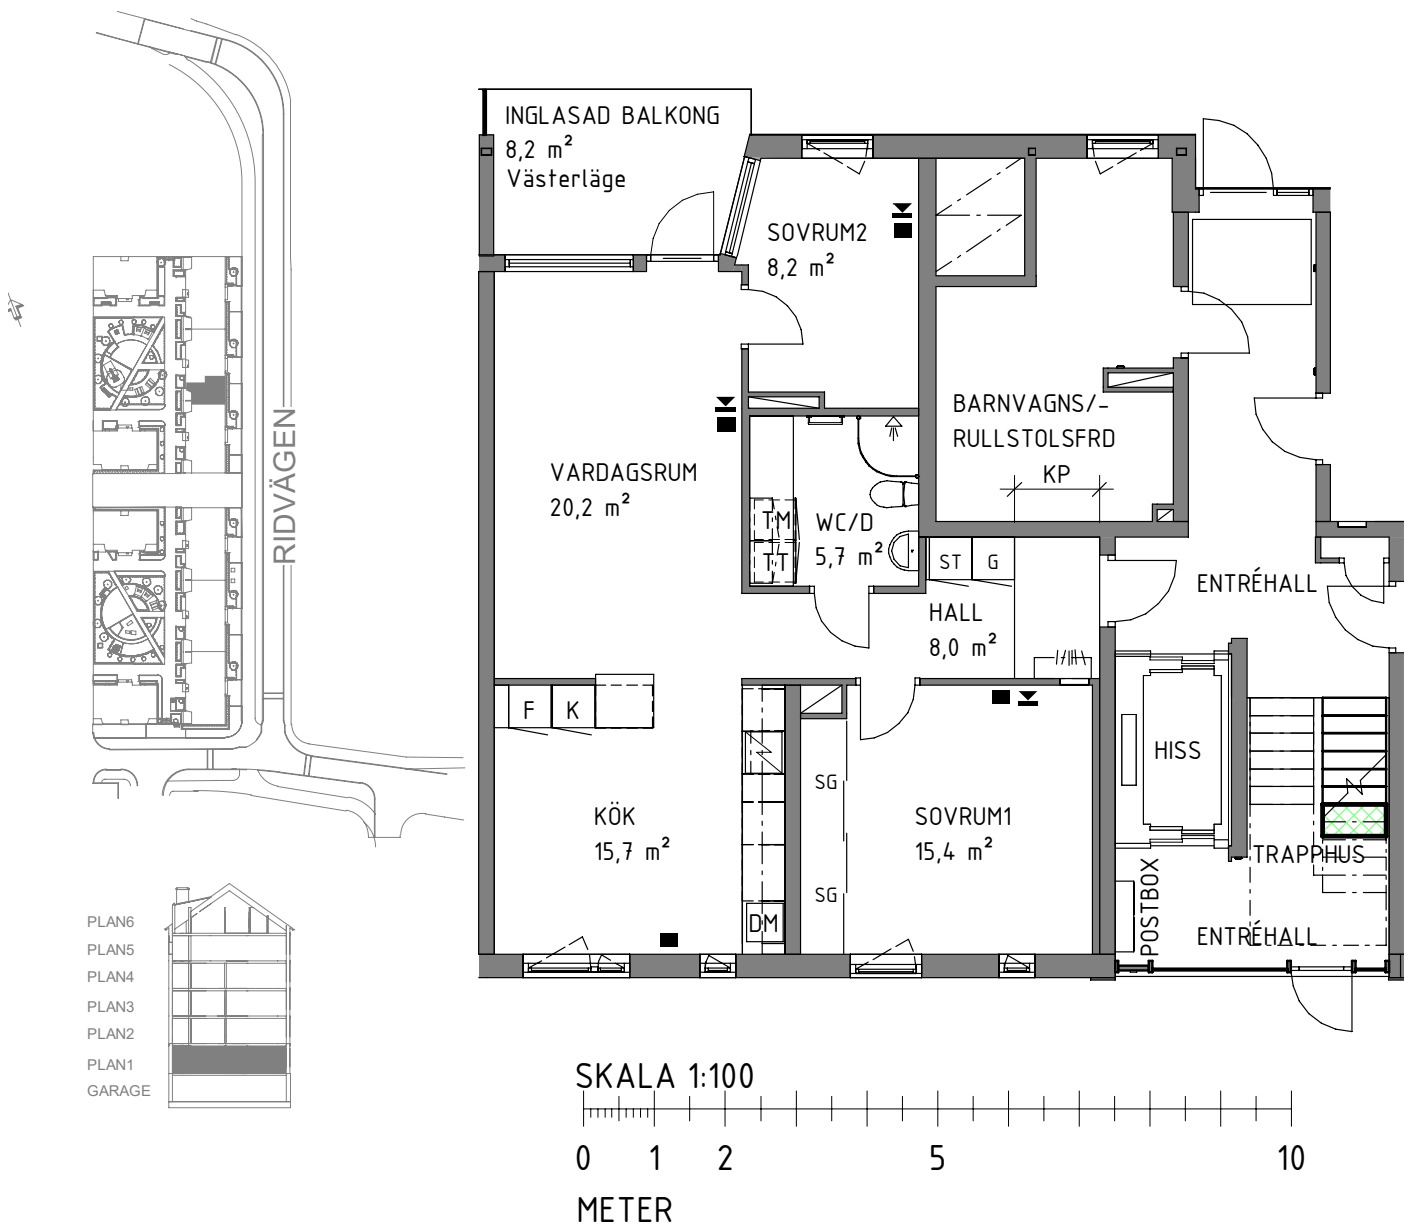 INGLASAD BALKONG
8,2 m²
Västerläge
SOVRUM2
8,2 m²
BARNVAGNS/-
RULLSTOLSFRD
KP
VARDAGSRUM
20,2 m²
WC/D
5,7 m²
TM
TT
ST
G
HALL
8,0 m²
ENTRÉHALL
F
K
KÖK
15,7 m²
DM
SG
SG
SOVRUM1
15,4 m²
HISS
TRAPPHUS
POSTBOX
ENTRÉHALL
RIDVÄGEN
PLAN6
PLAN5
PLAN4
PLAN3
PLAN2
PLAN1
GARAGE
SKALA 1:100
0 1 2 5 10
METER